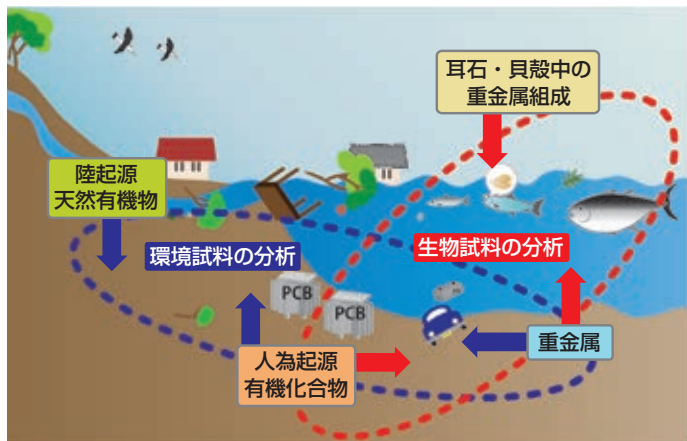 耳石・貝殻中の
重金属組成
陸起源
天然有機物
環境試料の分析
生物試料の分析
PCB
PCB
人為起源
有機化合物
重金属